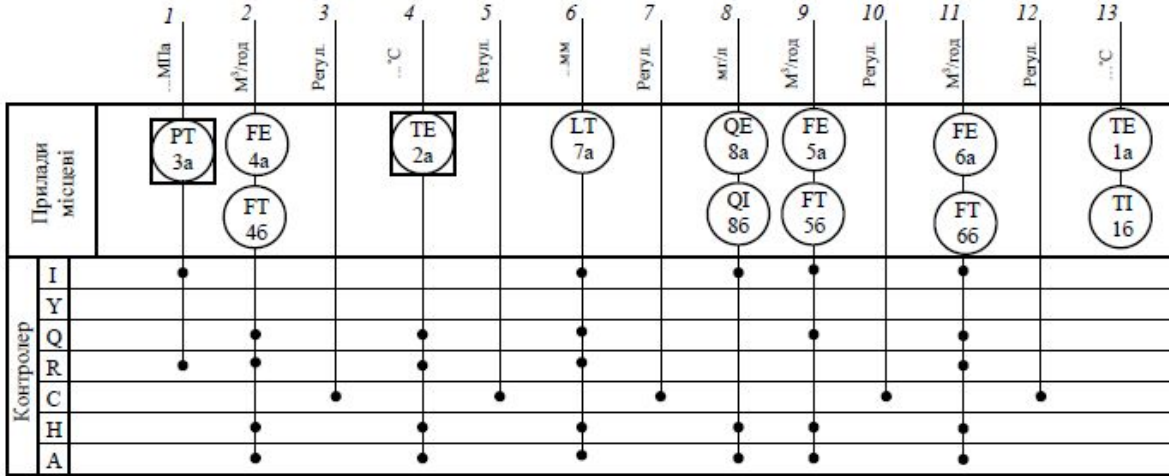 1 2 3 4 5 6 7 8 9 10 11 12 13
...МПа
М³/год
Регул.
...°С
Регул.
...мм
Регул.
мг/л
М³/год
Регул.
М³/год
Регул.
...°С
Прилади
місцеві
PT
3а
FE
4а
FT
4б
TE
2а
LT
7а
QE
8а
QI
8б
FE
5а
FT
5б
FE
6а
FT
6б
TE
1а
TI
1б
Контролер
I
Y
Q
R
C
H
A